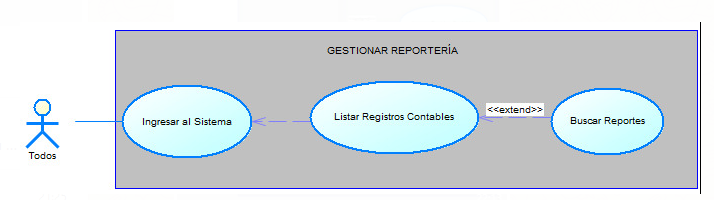 GESTIONAR REPORTERÍA
Todos
Ingresar al Sistema
Listar Registros Contables
<<extend>>
Buscar Reportes